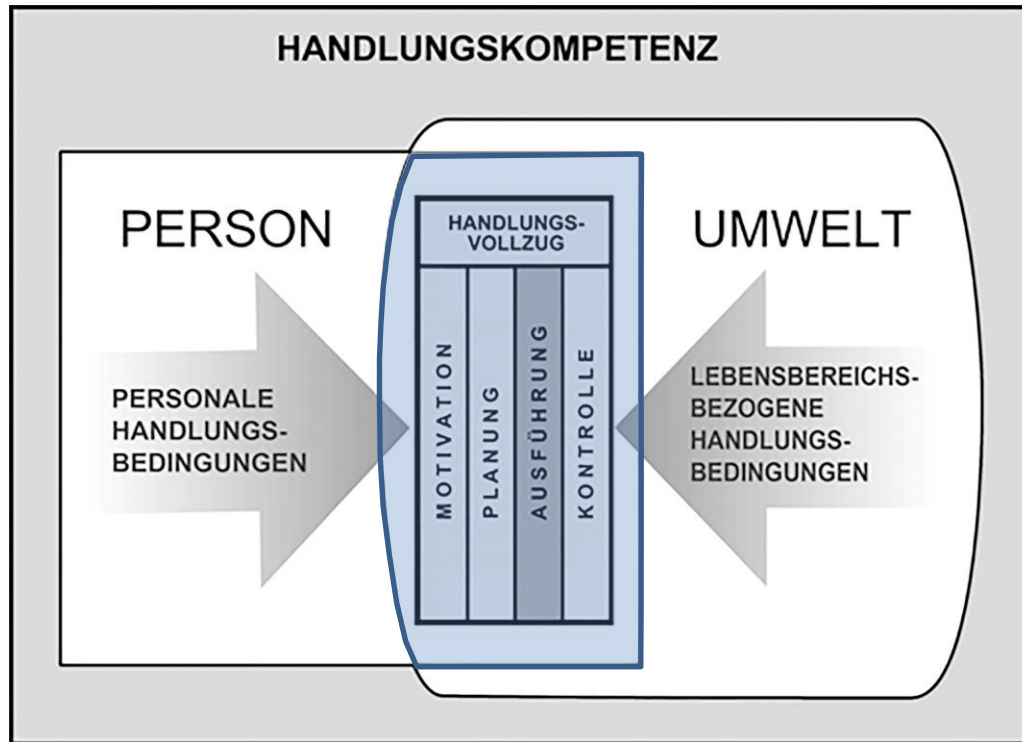 HANDLUNGSKOMPETENZ
PERSON
PERSONALE
HANDLUNGS-
BEDINGUNGEN
HANDLUNGS-
VOLLZUG
MOTIVATION
PLANUNG
AUSFÜHRUNG
KONTROLLE
UMWELT
LEBENSBEREICHS-
BEZOGENE
HANDLUNGS-
BEDINGUNGEN